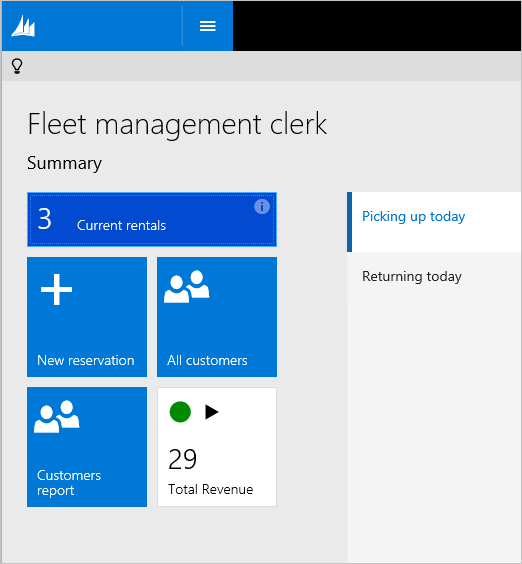 Fleet management clerk
Summary
3 Current rentals
New reservation
All customers
Customers
report
29
Total Revenue
Picking up today
Returning today